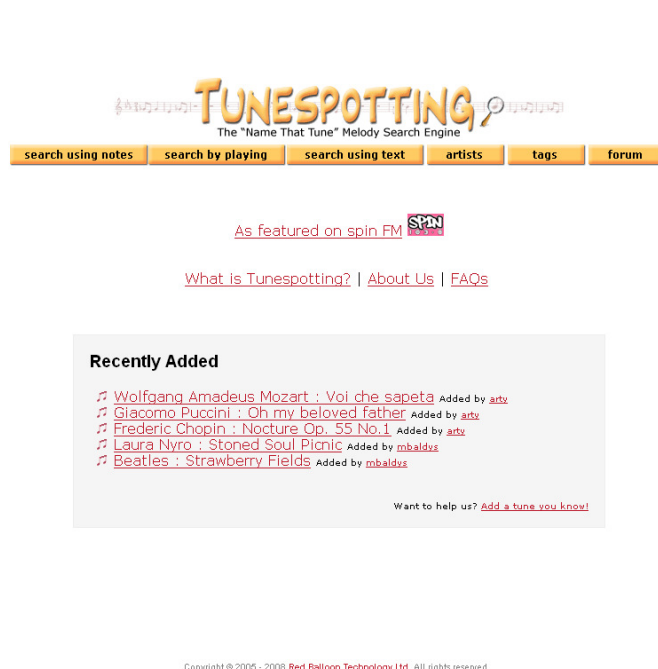 TUNESPOTTING
The "Name That Tune" Melody Search Engine
search using notes search by playing search using text artists tags forum
As featured on spin FM SPIN 103.8
What is Tunespotting? | About Us | FAQs
Recently Added
Wolfgang Amadeus Mozart : Voi che sapeta Added by arty
Giacomo Puccini : Oh my beloved father Added by arty
Frederic Chopin : Nocture Op. 55 No.1 Added by arty
Laura Nyro : Stoned Soul Picnic Added by mbaldys
Beatles : Strawberry Fields Added by mbaldys
Want to help us? Add a tune you know!
Copyright © 2005 - 2008 Red Balloon Technology Ltd. All rights reserved